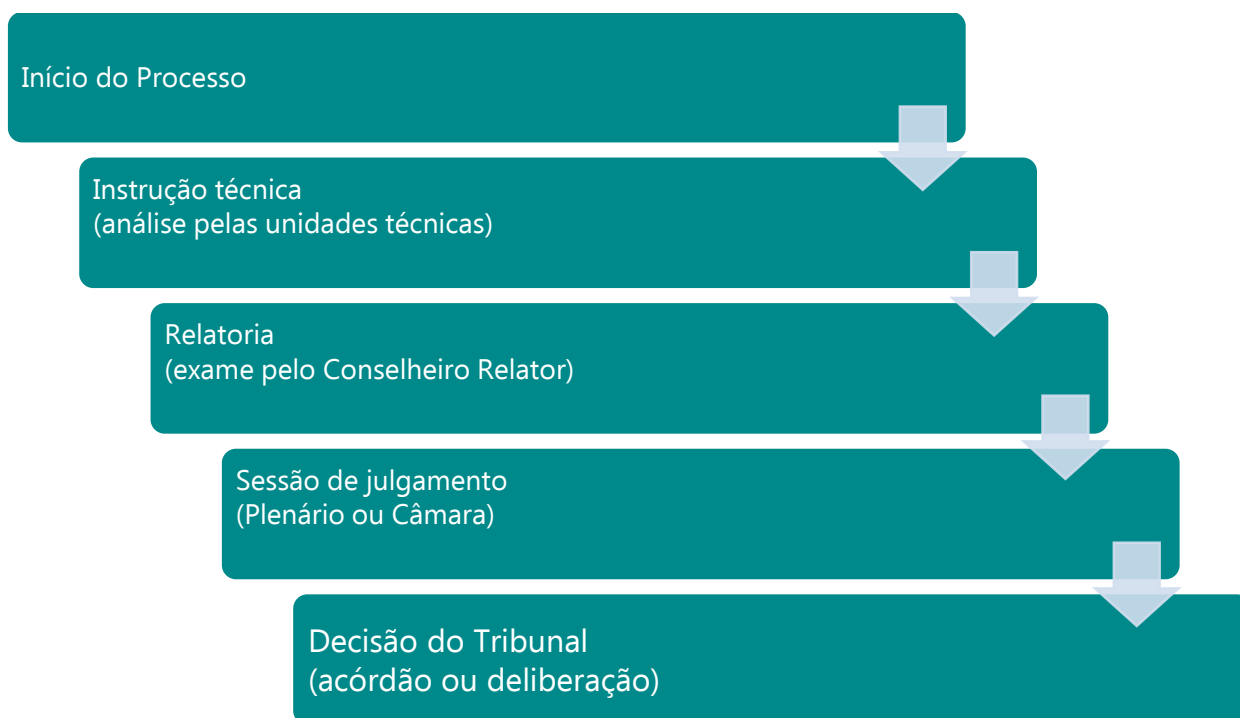 Início do Processo
Instrução técnica
(análise pelas unidades técnicas)
Relatoria
(exame pelo Conselheiro Relator)
Sessão de julgamento
(Plenário ou Câmara)
Decisão do Tribunal
(acórdão ou deliberação)